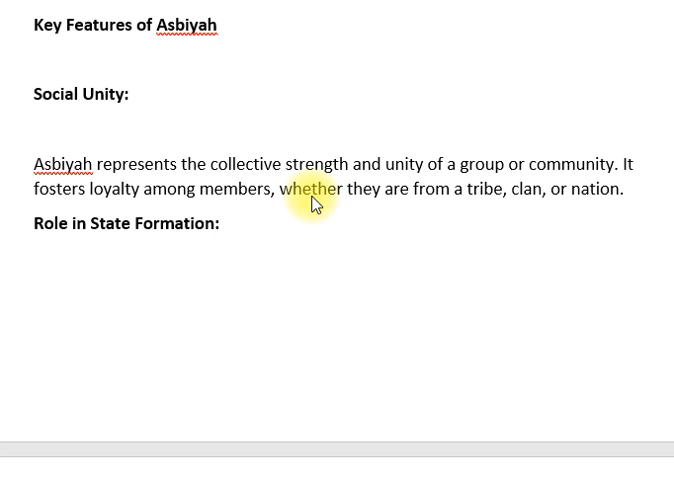 Key Features of Asbiyah
Social Unity:
Asbiyah represents the collective strength and unity of a group or community. It
fosters loyalty among members, whether they are from a tribe, clan, or nation.
Role in State Formation: